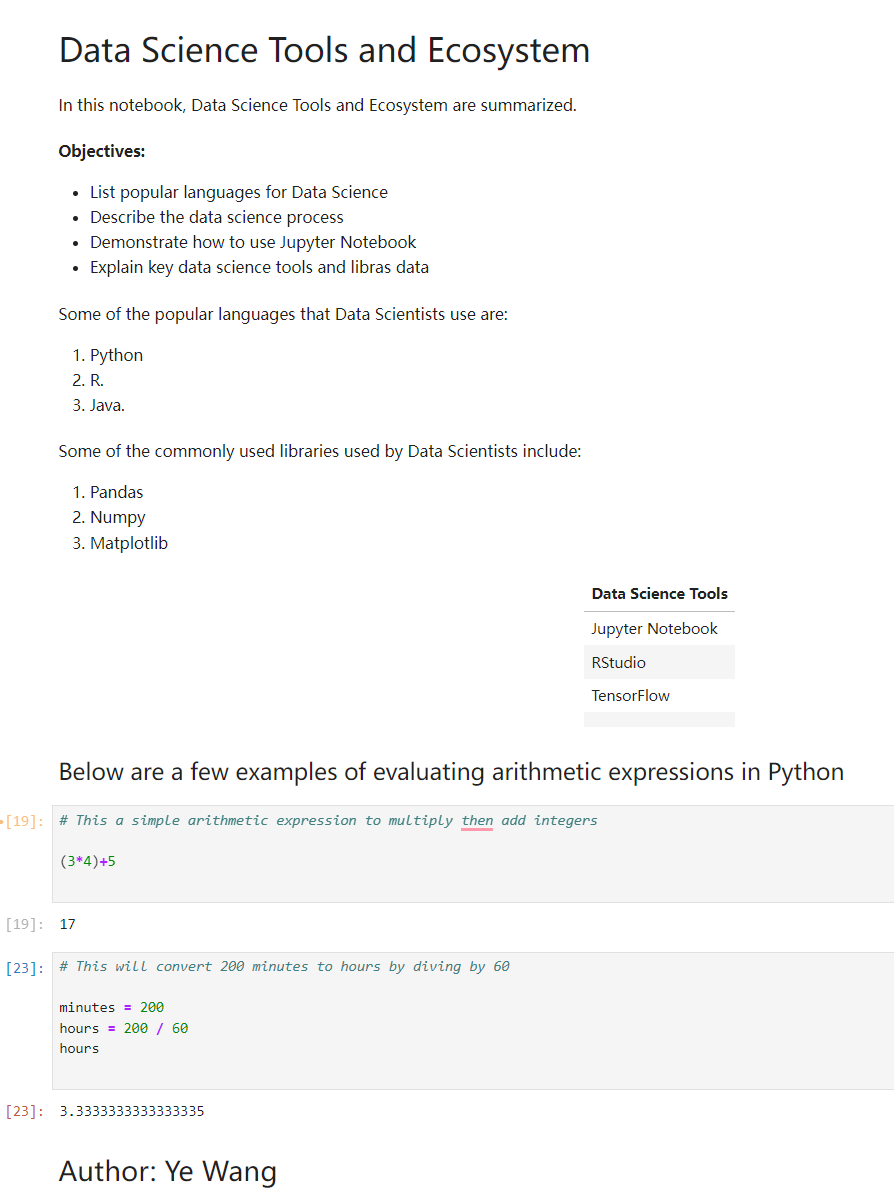 Data Science Tools and Ecosystem
In this notebook, Data Science Tools and Ecosystem are summarized.
Objectives:
• List popular languages for Data Science
• Describe the data science process
• Demonstrate how to use Jupyter Notebook
• Explain key data science tools and libras data
Some of the popular languages that Data Scientists use are:
1. Python
2. R.
3. Java.
Some of the commonly used libraries used by Data Scientists include:
1. Pandas
2. Numpy
3. Matplotlib
Data Science Tools
Jupyter Notebook
RStudio
TensorFlow
Below are a few examples of evaluating arithmetic expressions in Python
•[19]: # This a simple arithmetic expression to multiply then add integers
(3*4)+5
[19]: 17
[23]: # This will convert 200 minutes to hours by diving by 60
minutes = 200
hours = 200 / 60
hours
[23]: 3.3333333333333335
Author: Ye Wang